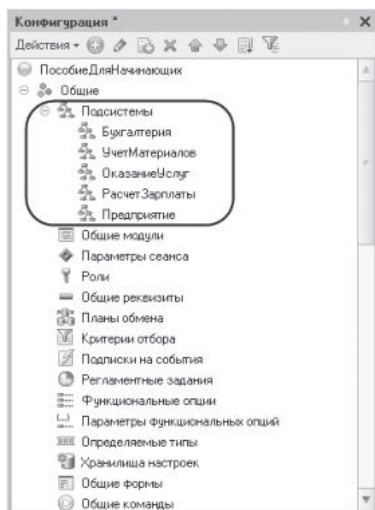 Конфигурация *
Действия
ПособиеДляНачинающих
Общие
Подсистемы
Бухгалтерия
УчетМатериалов
ОказаниеУслуг
РасчетЗарплаты
Предприятие
Общие модули
Параметры сеанса
Роли
Общие реквизиты
Планы обмена
Критерии отбора
Подписки на события
Регламентные задания
Функциональные опции
Параметры функциональных опций
Определяемые типы
Хранилища настроек
Общие формы
Общие команды